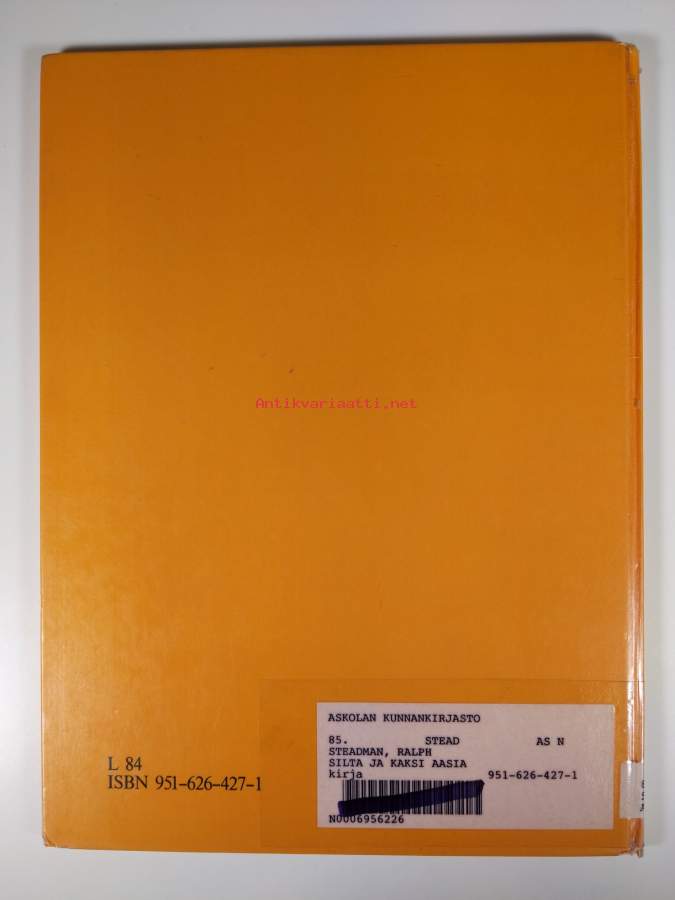 Antikvariaatti.net
ASKOLAN KUNNANKIRJASTO
85. STEAD AS N
STEADMAN, RALPH
SILTA JA KAKSI AASIA
kirja 951-626-427-1
N0006956226
L 84
ISBN 951-626-427-1